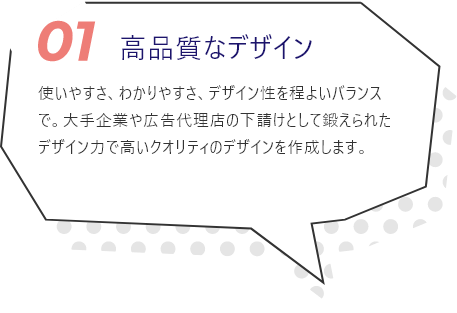 01 高品質なデザイン
使いやすさ、わかりやすさ、デザイン性を程よいバランス
で。大手企業や広告代理店の下請けとして鍛えられた
デザイン力で高いクオリティのデザインを作成します。